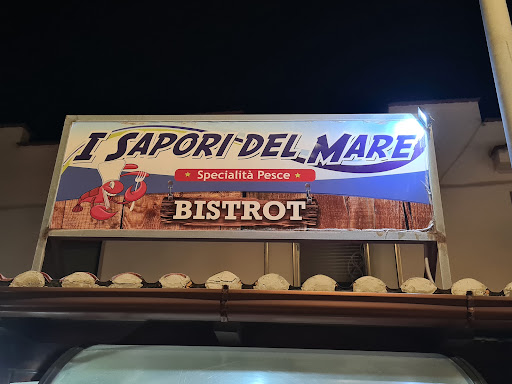 I SAPORI DEL MARE
Specialità Pesce
BISTROT